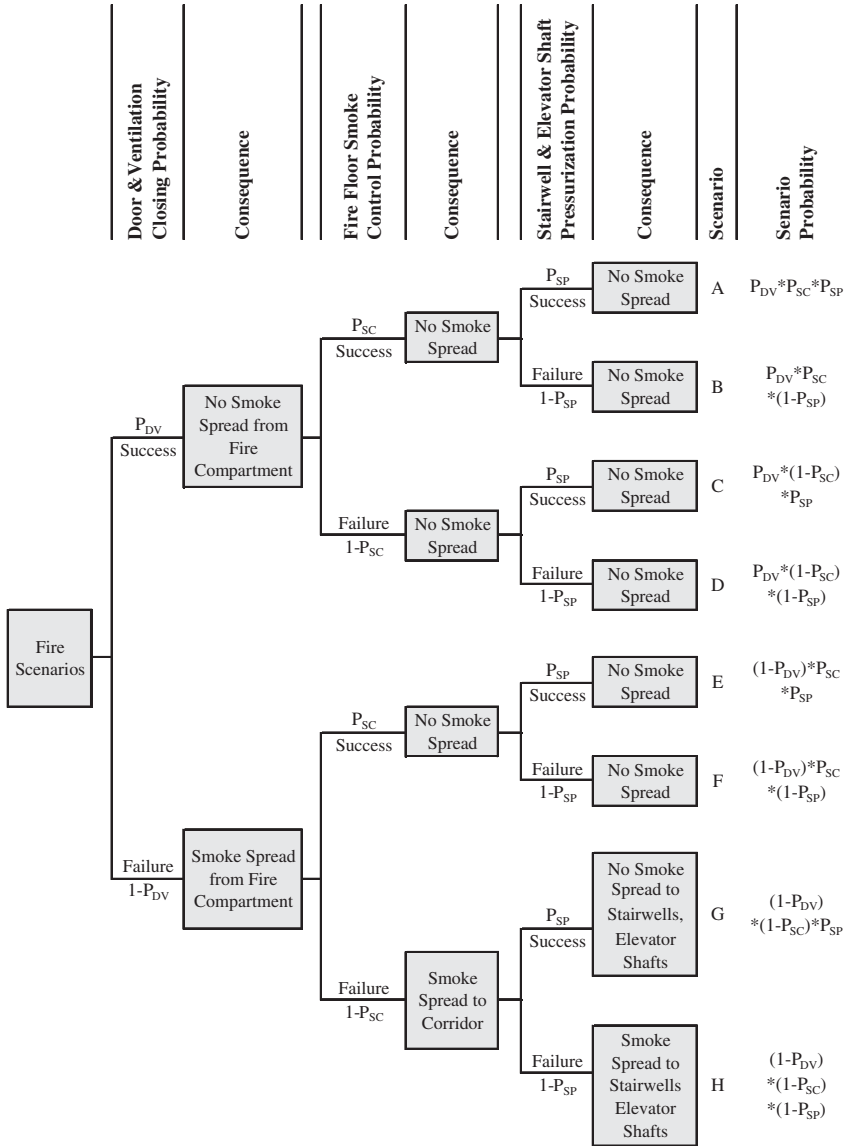 Door & Ventilation
Closing Probability
Consequence
Fire Floor Smoke
Control Probability
Consequence
Stairwell & Elevator Shaft
Pressurization Probability
Consequence
Scenario
Senario
Probability
P_SP
Success
No Smoke
Spread
A
P_DV*P_SC*P_SP
P_SC
Success
No Smoke
Spread
Failure
1-P_SP
No Smoke
Spread
B
P_DV*P_SC
*(1-P_SP)
P_DV
Success
No Smoke
Spread from
Fire
Compartment
P_SP
Success
No Smoke
Spread
C
P_DV*(1-P_SC)
*P_SP
Failure
1-P_SC
No Smoke
Spread
Failure
1-P_SP
No Smoke
Spread
D
P_DV*(1-P_SC)
*(1-P_SP)
Fire
Scenarios
P_SP
Success
No Smoke
Spread
E
(1-P_DV)*P_SC
*P_SP
P_SC
Success
No Smoke
Spread
Failure
1-P_SP
No Smoke
Spread
F
(1-P_DV)*P_SC
*(1-P_SP)
Failure
1-P_DV
Smoke Spread
from Fire
Compartment
P_SP
Success
No Smoke
Spread to
Stairwells,
Elevator
Shafts
G
(1-P_DV)
*(1-P_SC)*P_SP
Failure
1-P_SC
Smoke
Spread to
Corridor
Failure
1-P_SP
Smoke
Spread to
Stairwells
Elevator
Shafts
H
(1-P_DV)
*(1-P_SC)
*(1-P_SP)